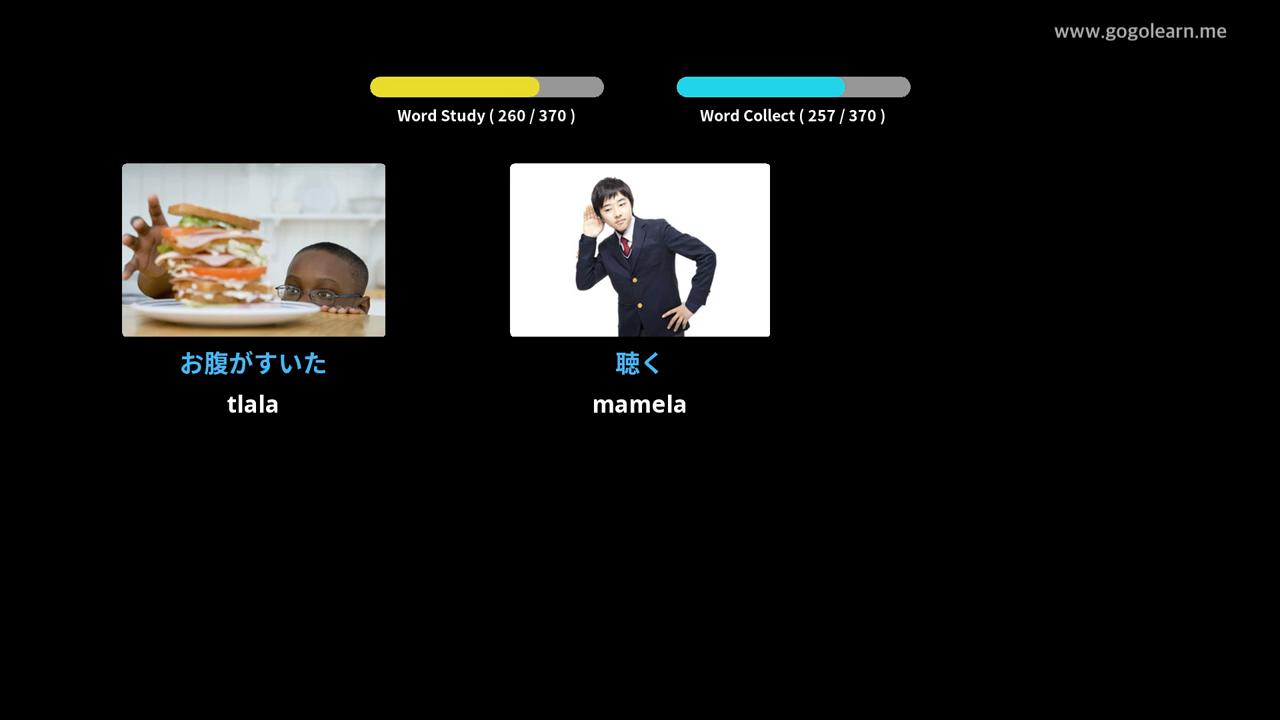 www.gogolearn.me
Word Study ( 260 / 370 )
Word Collect ( 257 / 370 )
お腹がすいた
聴く
tlala
mamela